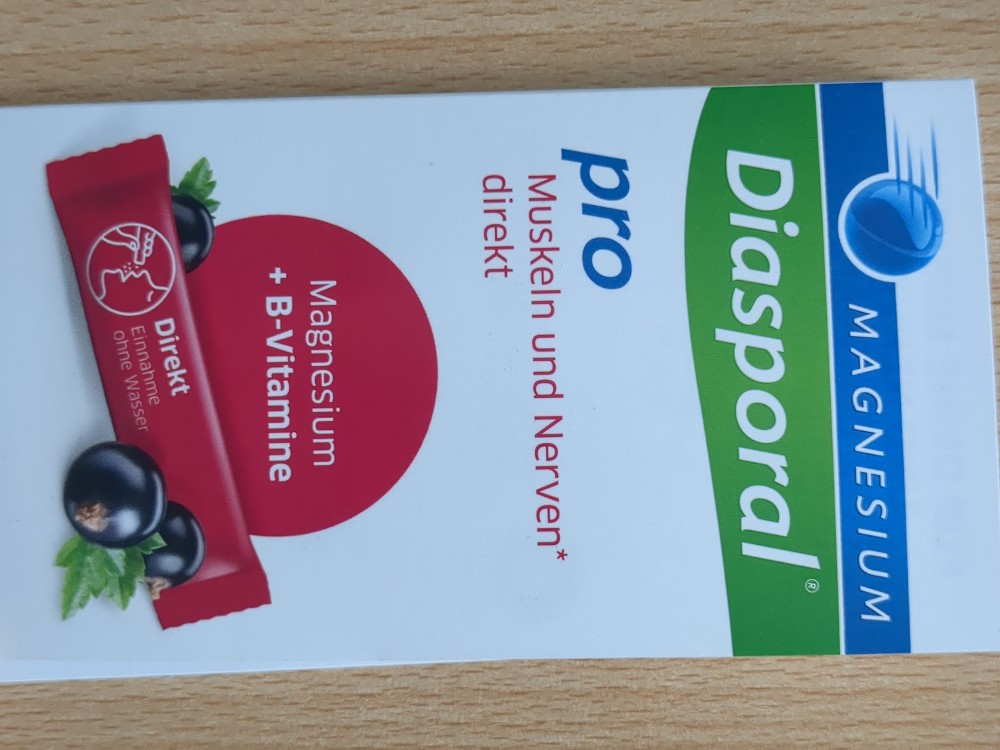 MAGNESIUM
Diasporal®
pro
Muskeln und Nerven*
direkt
Magnesium
+ B-Vitamine
Direkt
Einnahme
ohne Wasser